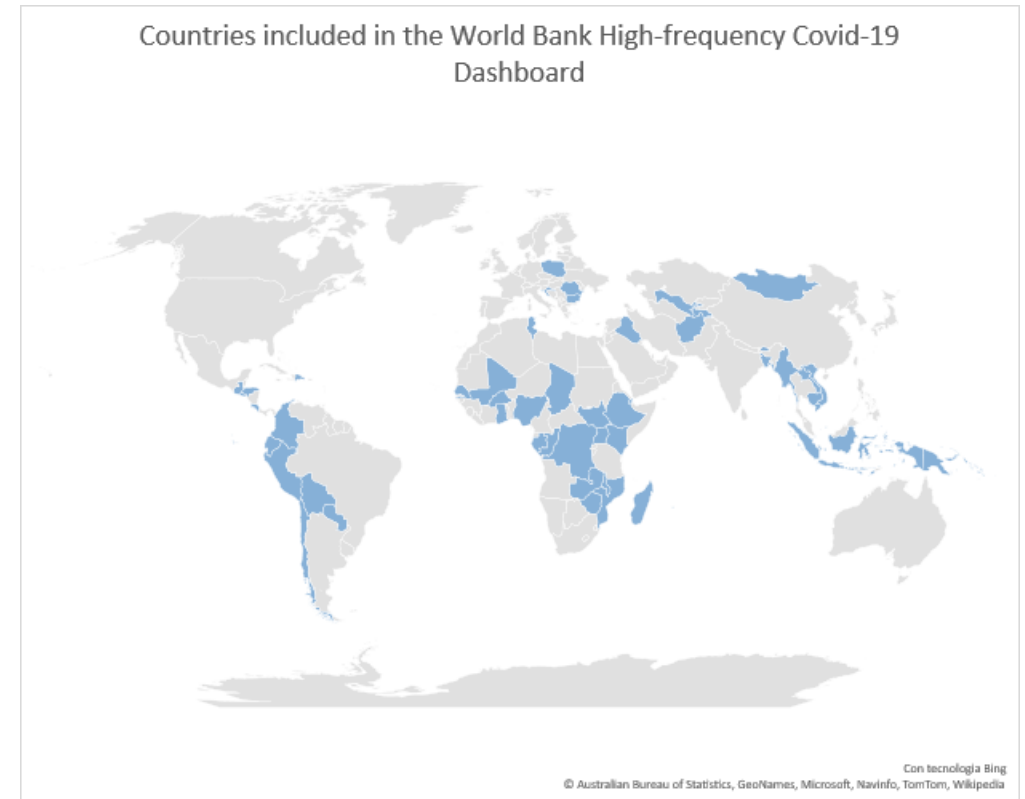 Countries included in the World Bank High-frequency Covid-19
Dashboard
Con tecnologia Bing
© Australian Bureau of Statistics, GeoNames, Microsoft, Navinfo, TomTom, Wikipedia